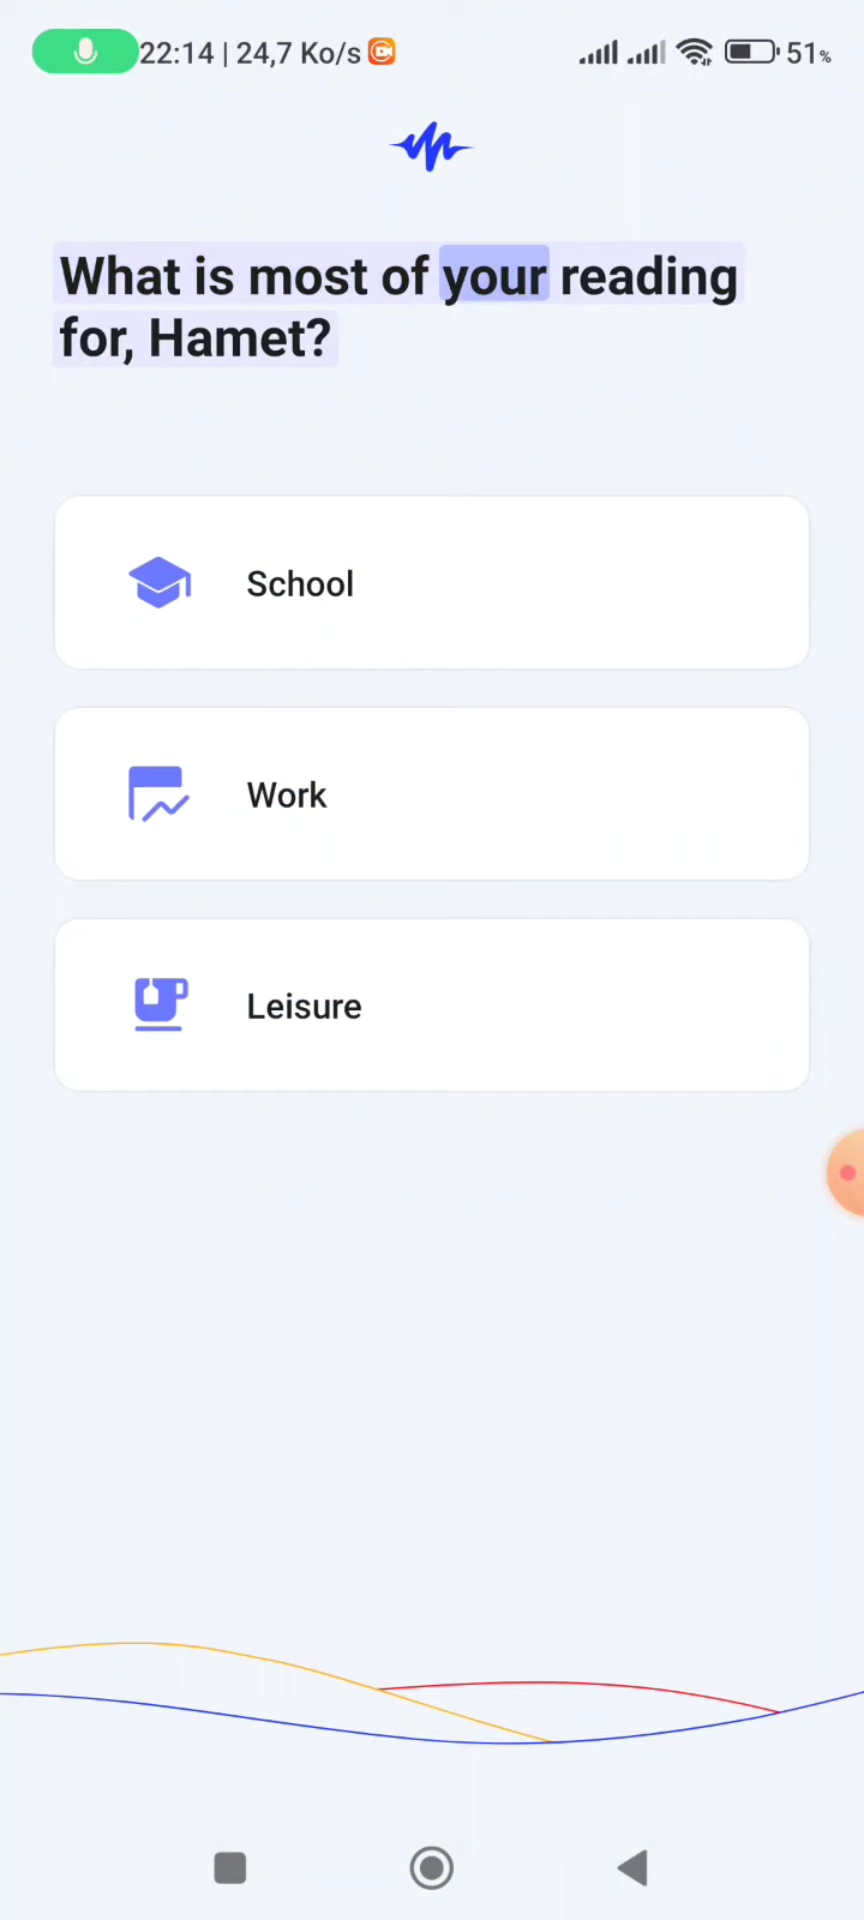 22:14 | 24,7 Ko/s 51%
What is most of your reading
for, Hamet?
School
Work
Leisure